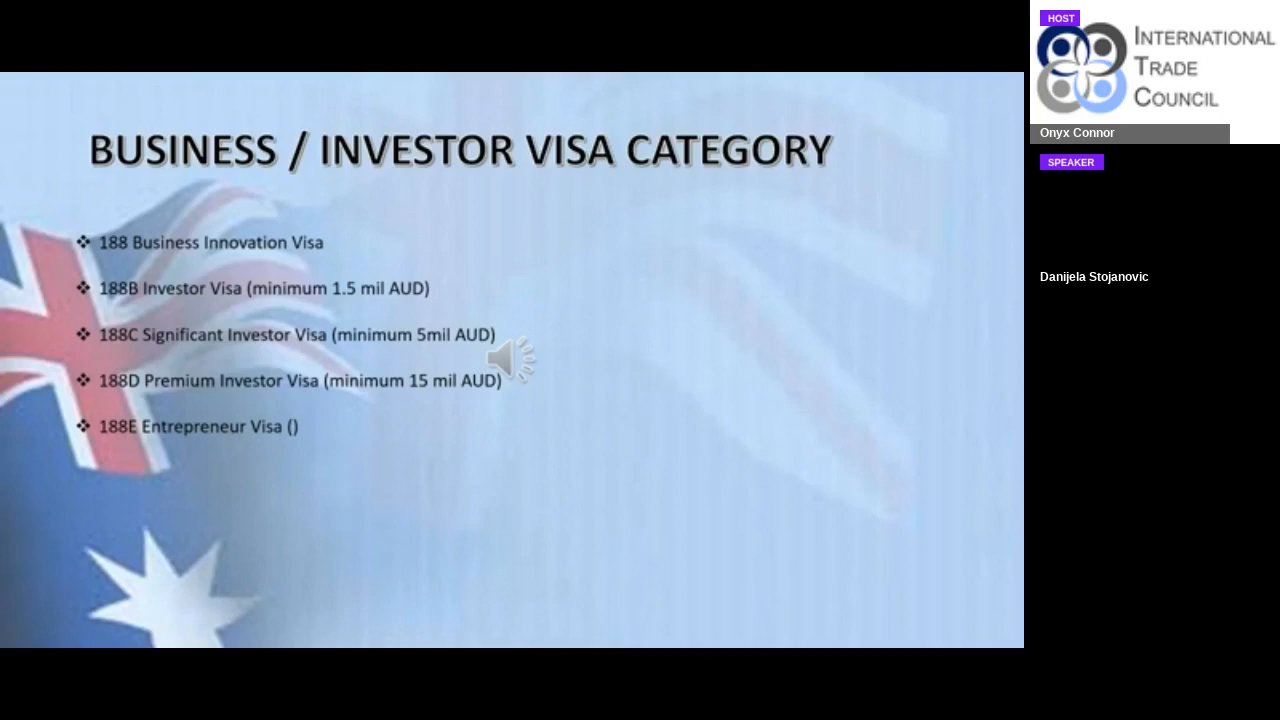 BUSINESS / INVESTOR VISA CATEGORY
188 Business Innovation Visa
188B Investor Visa (minimum 1.5 mil AUD)
188C Significant Investor Visa (minimum 5mil AUD)
188D Premium Investor Visa (minimum 15 mil AUD)
188E Entrepreneur Visa ()
HOST
INTERNATIONAL
TRADE
COUNCIL
Onyx Connor
SPEAKER
Danijela Stojanovic